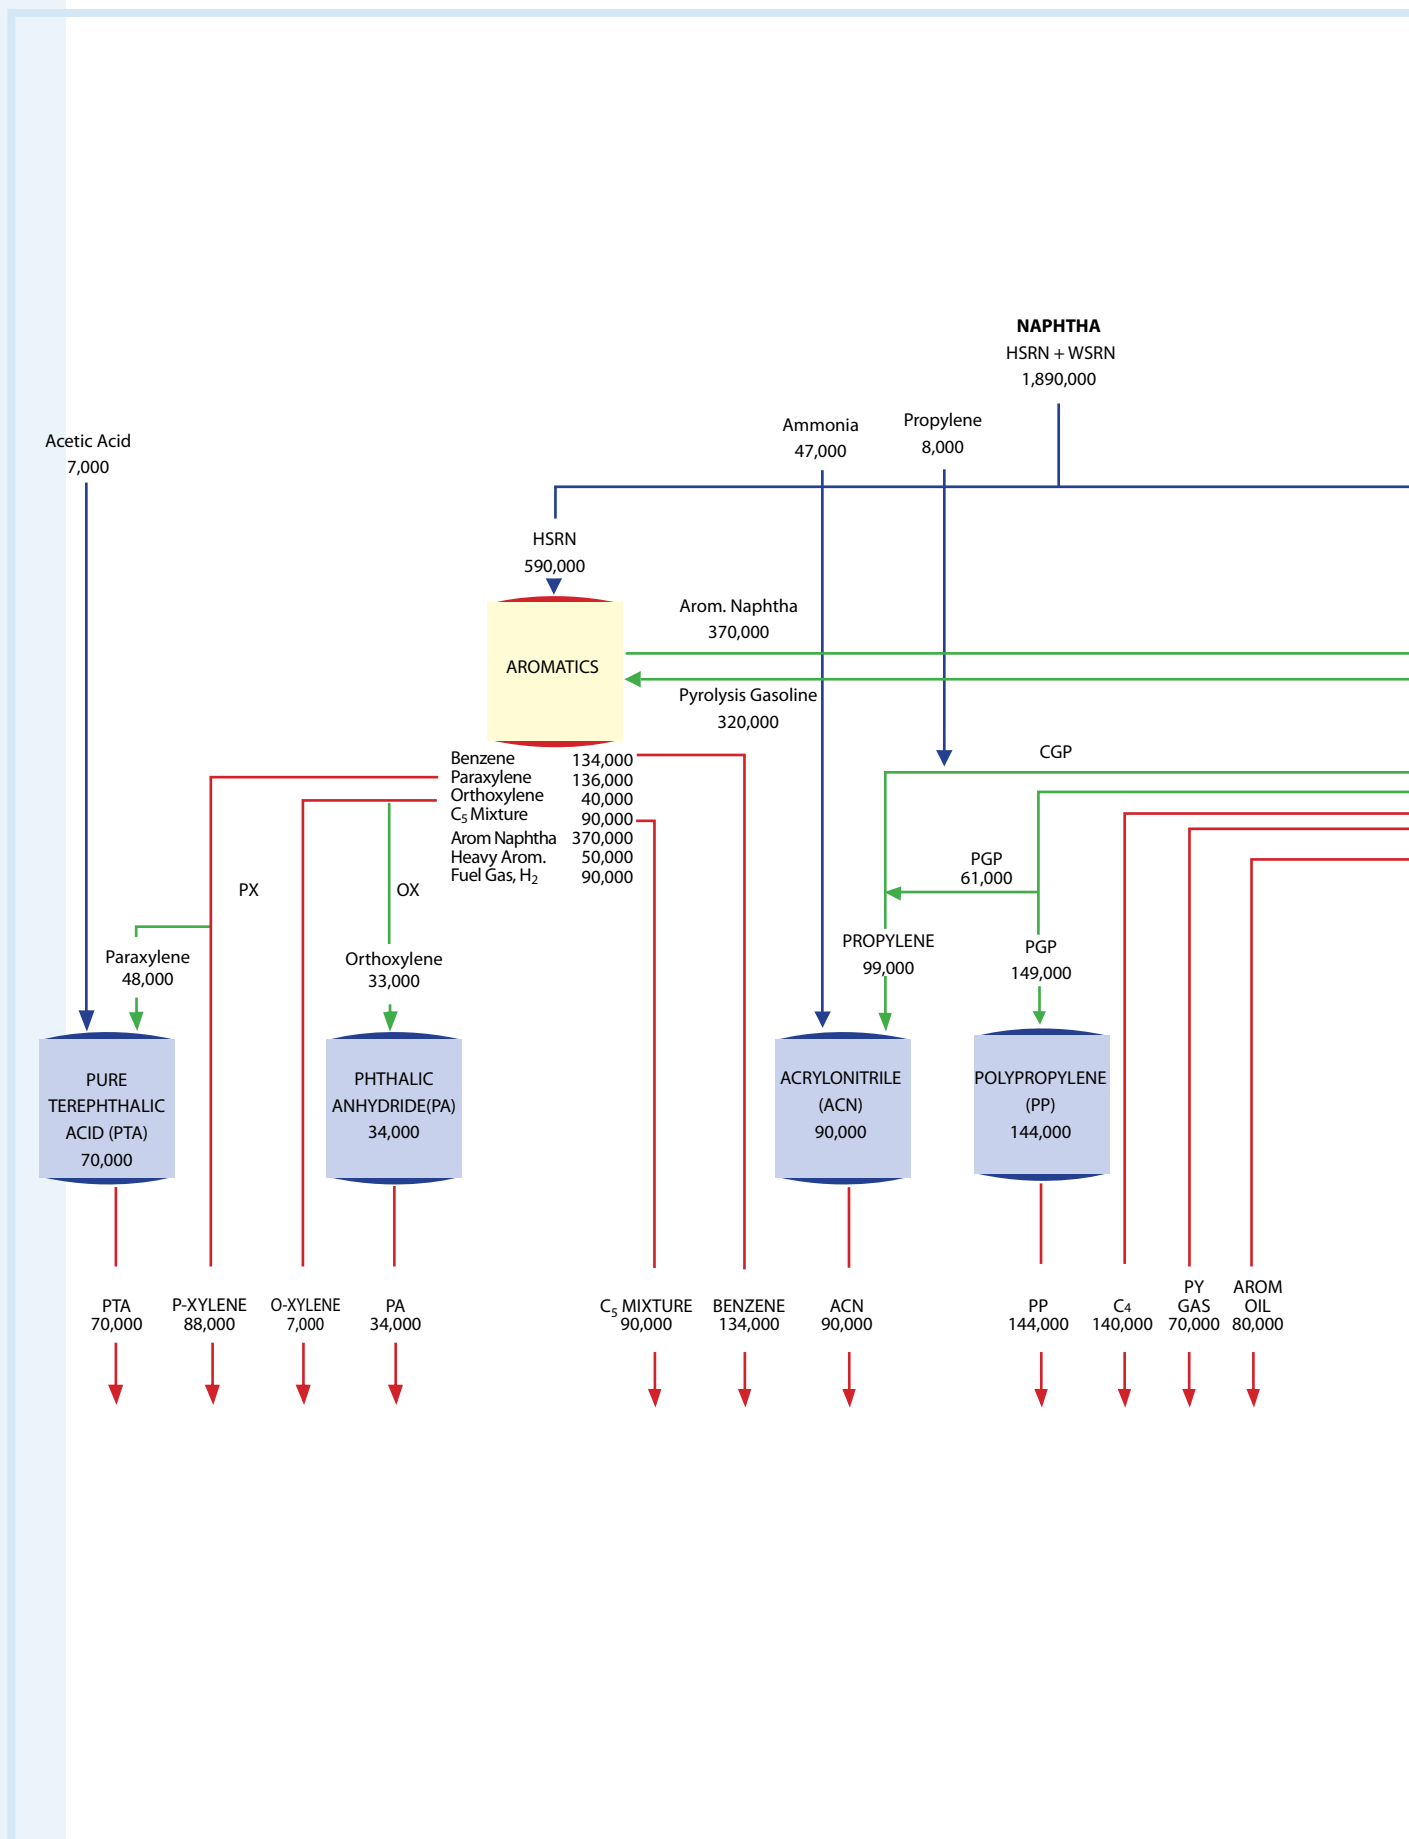 NAPHTHA
HSRN + WSRN
1,890,000
Acetic Acid
7,000
Ammonia
47,000
Propylene
8,000
HSRN
590,000
AROMATICS
Arom. Naphtha
370,000
Pyrolysis Gasoline
320,000
Benzene 134,000
Paraxylene 136,000
Orthoxylene 40,000
C5 Mixture 90,000
Arom Naphtha 370,000
Heavy Arom. 50,000
Fuel Gas, H2 90,000
CGP
PX
OX
PGP
61,000
Paraxylene
48,000
Orthoxylene
33,000
PROPYLENE
99,000
PGP
149,000
PURE
TEREPHTHALIC
ACID (PTA)
70,000
PHTHALIC
ANHYDRIDE(PA)
34,000
ACRYLONITRILE
(ACN)
90,000
POLYPROPYLENE
(PP)
144,000
PTA
70,000
P-XYLENE
88,000
O-XYLENE
7,000
PA
34,000
C5 MIXTURE
90,000
BENZENE
134,000
ACN
90,000
PP
144,000
C4
140,000
PY
GAS
70,000
AROM
OIL
80,000